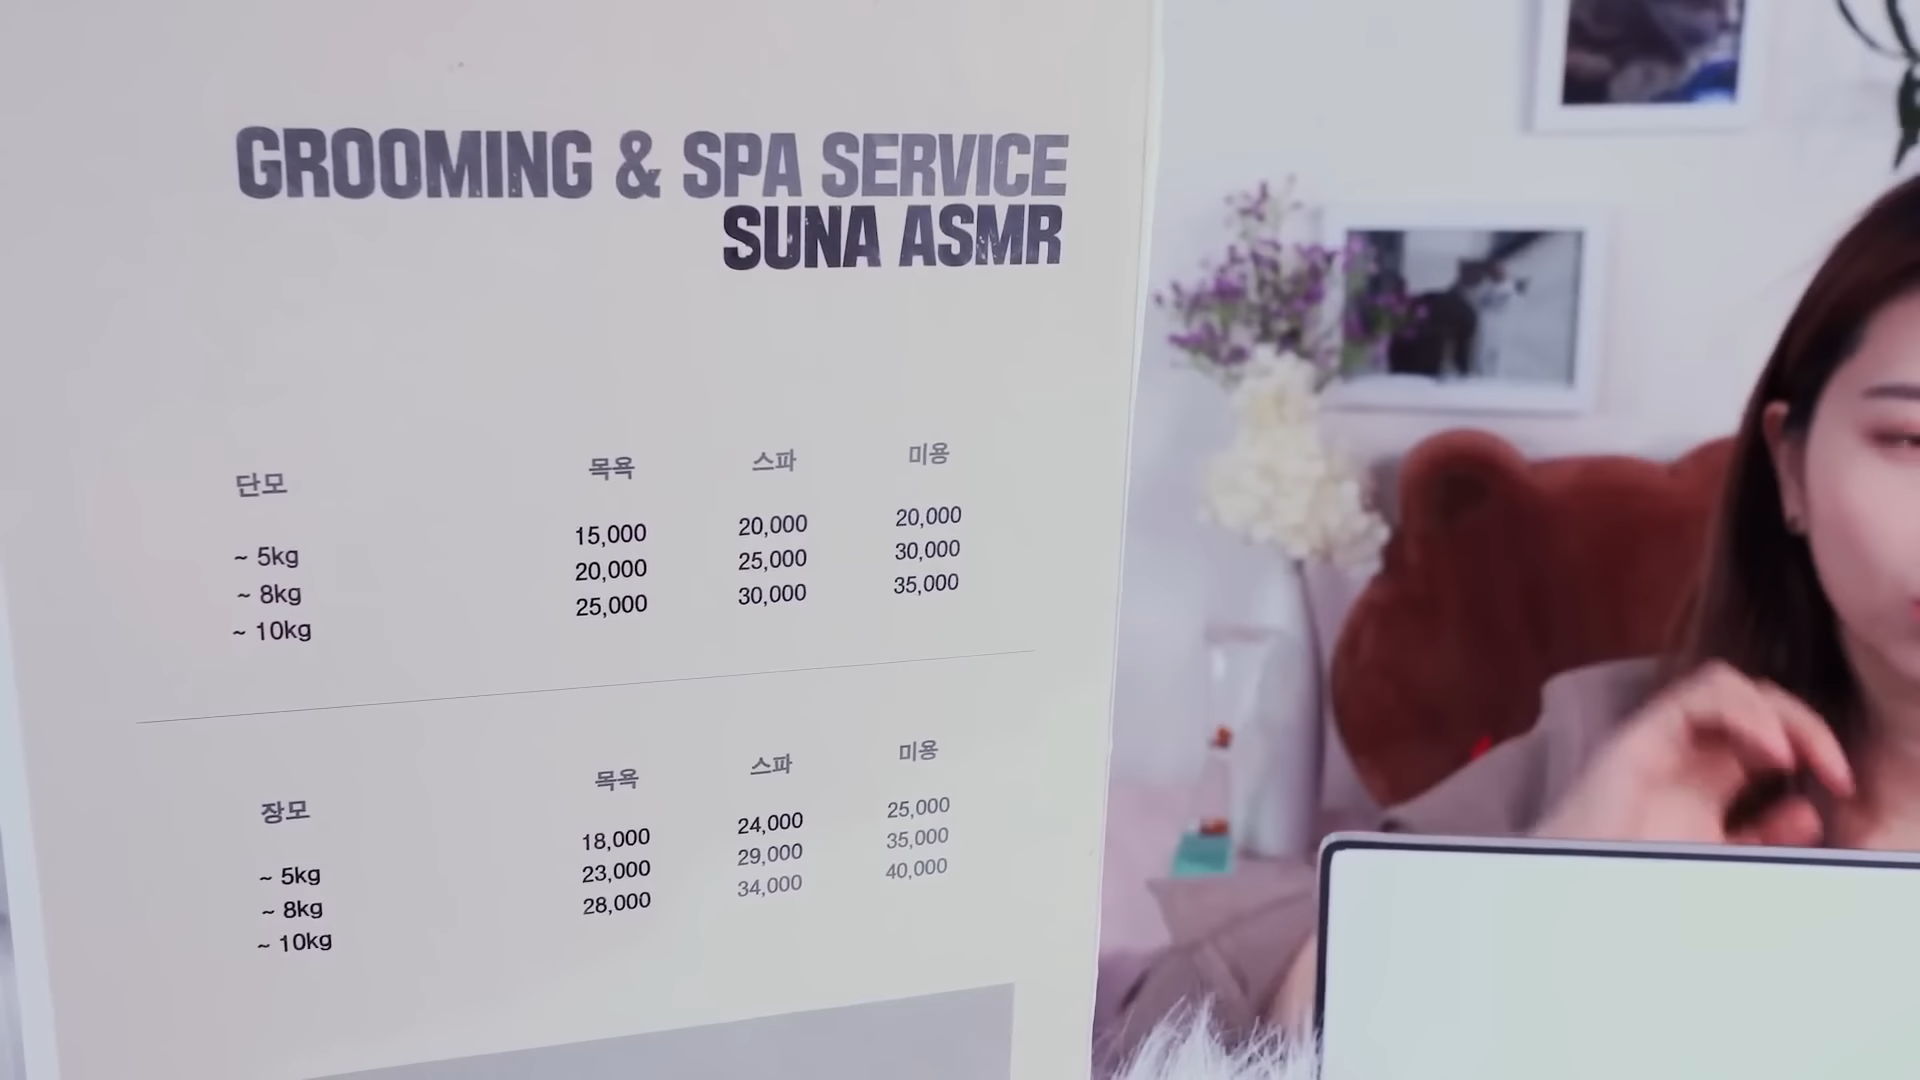 GROOMING & SPA SERVICE
SUNA ASMR
단모 목욕 스파 미용
~ 5kg 15,000 20,000 20,000
~ 8kg 20,000 25,000 30,000
~ 10kg 25,000 30,000 35,000
장모 목욕 스파 미용
~ 5kg 18,000 24,000 25,000
~ 8kg 23,000 29,000 35,000
~ 10kg 28,000 34,000 40,000